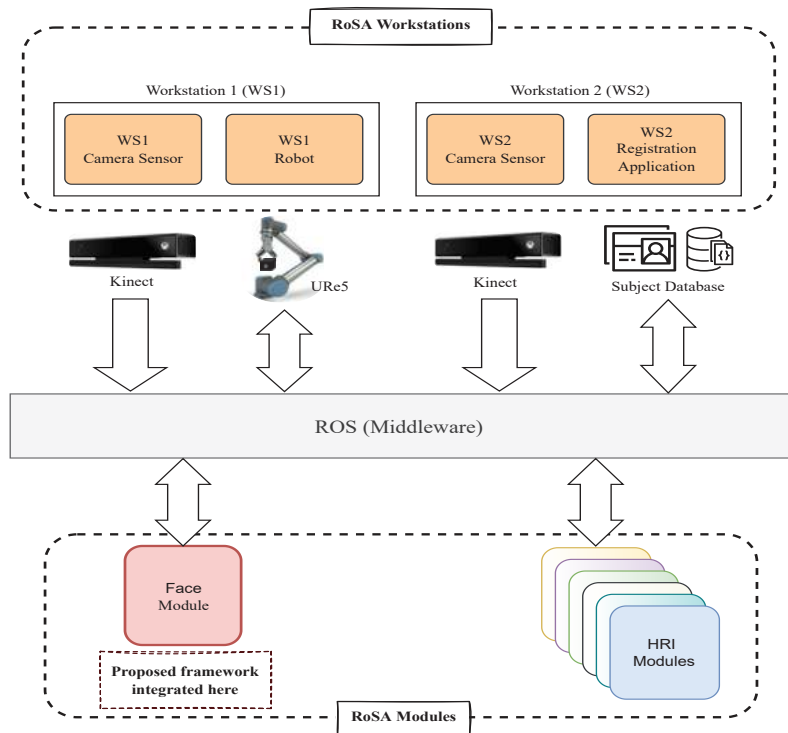 RoSA Workstations
Workstation 1 (WS1)
Workstation 2 (WS2)
WS1
Camera Sensor
WS1
Robot
WS2
Camera Sensor
WS2
Registration
Application
Kinect
URe5
Kinect
{}
Subject Database
ROS (Middleware)
Face
Module
HRI
Modules
Proposed framework
integrated here
RoSA Modules